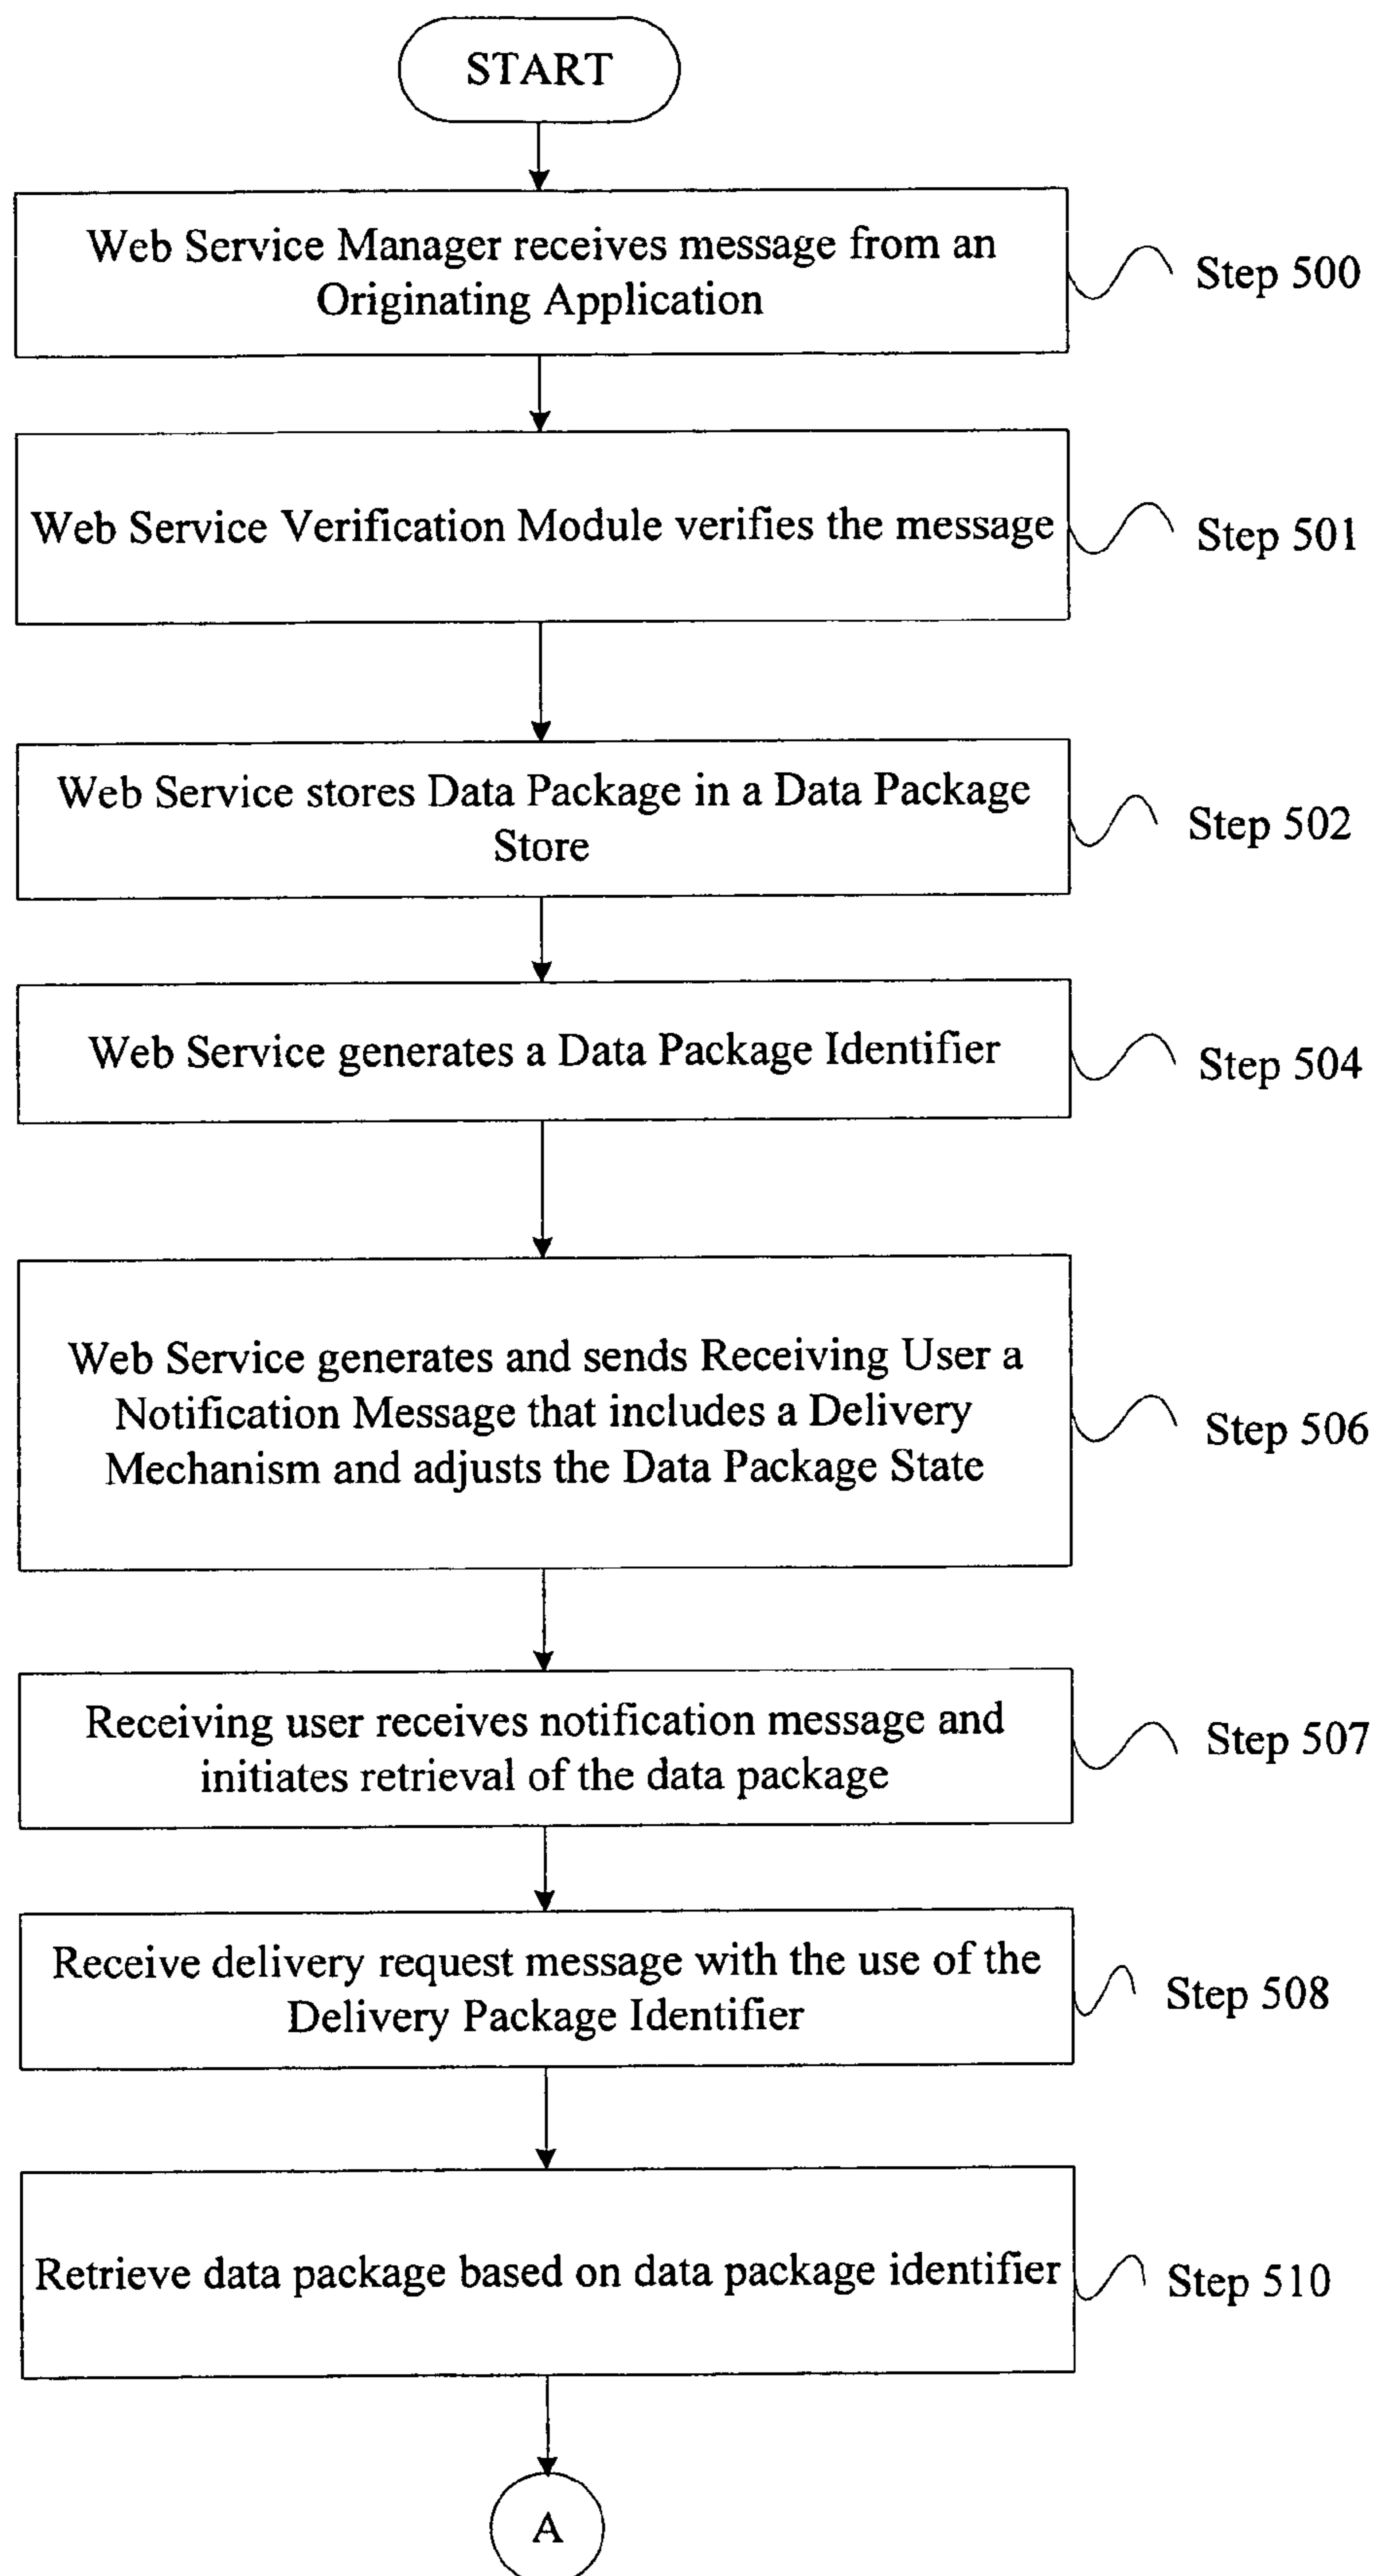 START
Web Service Manager receives message from an
Originating Application
Step 500
Web Service Verification Module verifies the message
Step 501
Web Service stores Data Package in a Data Package
Store
Step 502
Web Service generates a Data Package Identifier
Step 504
Web Service generates and sends Receiving User a
Notification Message that includes a Delivery
Mechanism and adjusts the Data Package State
Step 506
Receiving user receives notification message and
initiates retrieval of the data package
Step 507
Receive delivery request message with the use of the
Delivery Package Identifier
Step 508
Retrieve data package based on data package identifier
Step 510
A